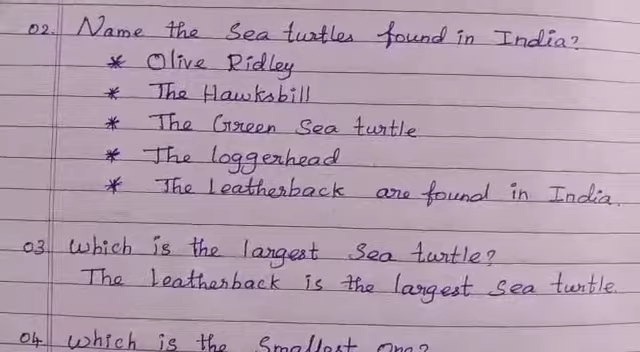 02. Name the Sea turtles found in India?
* Olive Ridley
* The Hawksbill
* The Green Sea turtle
* The loggerhead
* The Leatherback are found in India.
03. Which is the largest Sea turtle?
The Leatherback is the largest Sea turtle.
04. Which is the Smallest one?